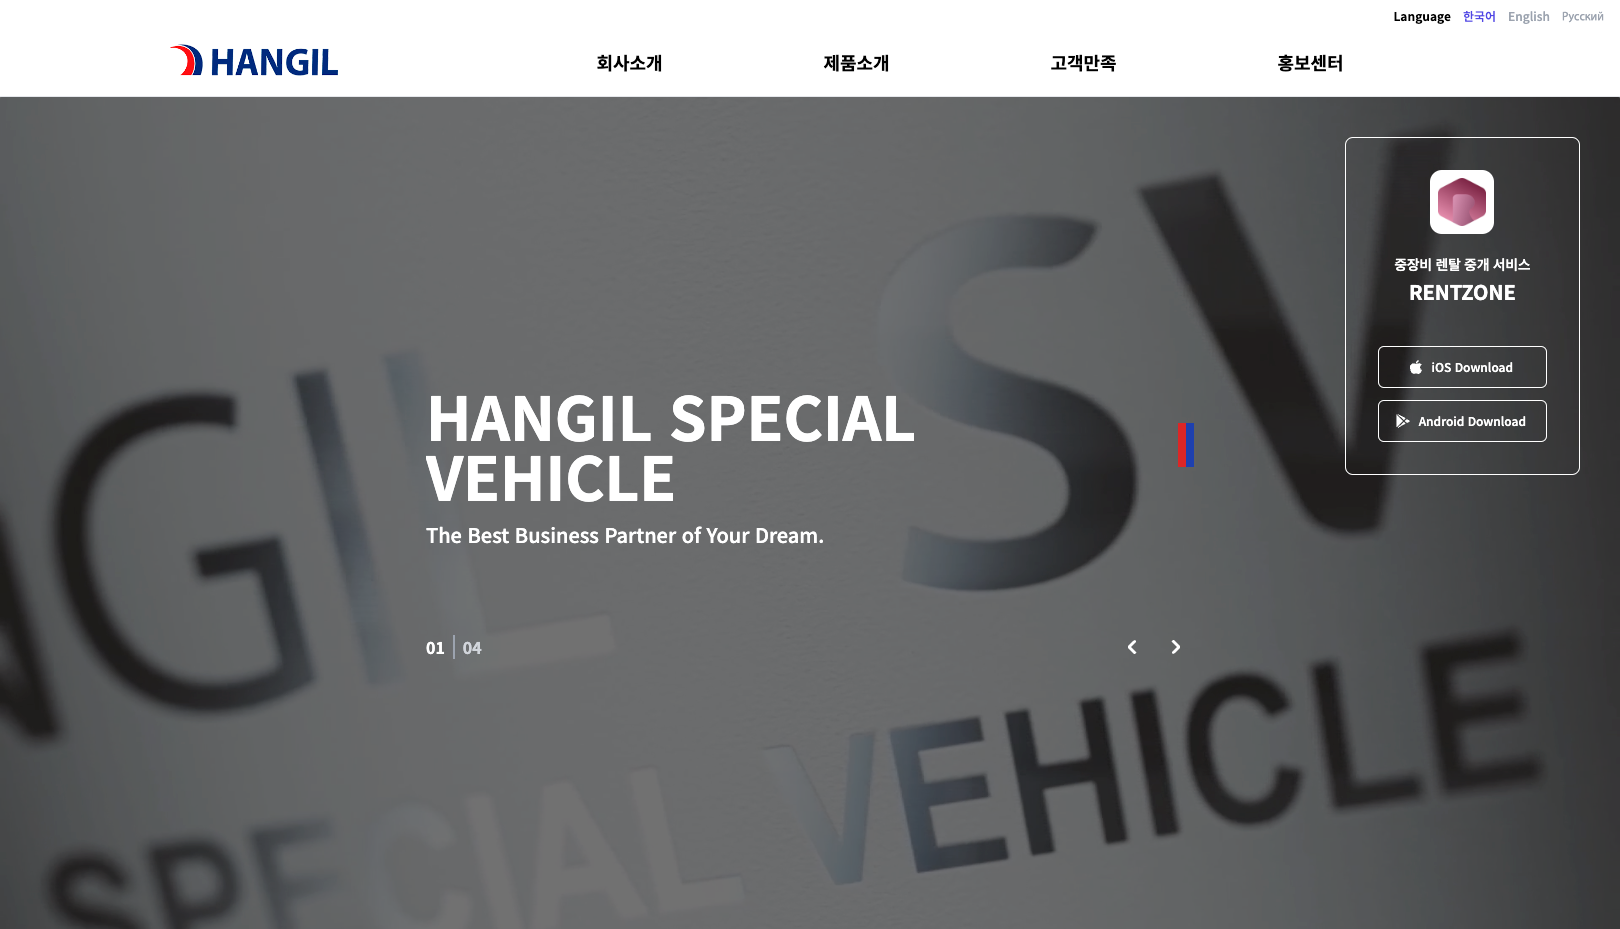 Language 한국어 English Русский
HANGIL 회사소개 제품소개 고객만족 홍보센터
중장비 렌탈 중개 서비스
RENTZONE
iOS Download
Android Download
HANGIL SPECIAL
VEHICLE
The Best Business Partner of Your Dream.
01 04
NGIL SV
SPECIAL VEHICLE